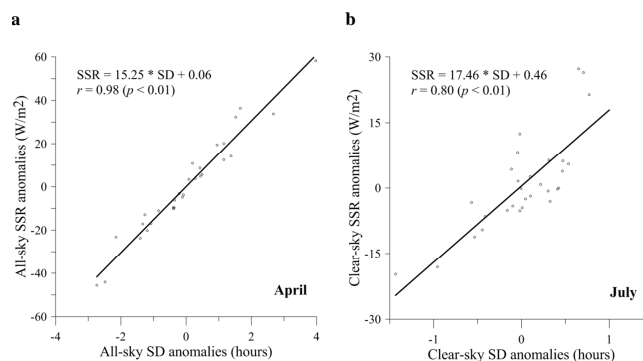 a
60
40
20
0
-20
-40
-60
All-sky SSR anomalies (W/m2)
SSR = 15.25 * SD + 0.06
r = 0.98 (p < 0.01)
April
-4
-2
0
2
4
All-sky SD anomalies (hours)
b
30
15
0
-15
-30
Clear-sky SSR anomalies (W/m2)
SSR = 17.46 * SD + 0.46
r = 0.80 (p < 0.01)
July
-1
0
1
Clear-sky SD anomalies (hours)